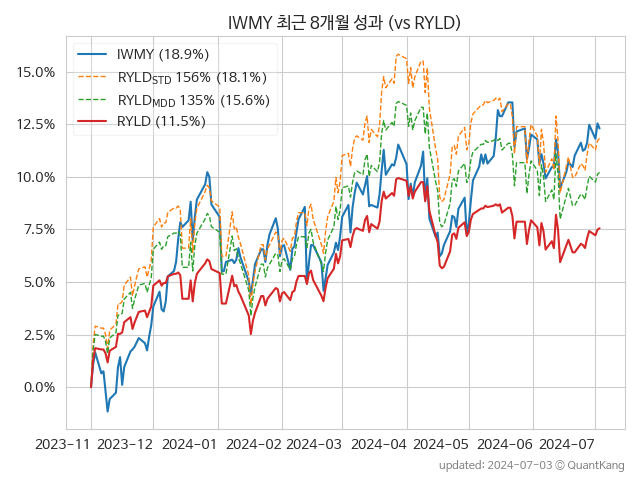 IWMY 최근 8개월 성과 (vs RYLD)
IWMY (18.9%)
RYLD_STD 156% (18.1%)
RYLD_MDD 135% (15.6%)
RYLD (11.5%)
15.0%
12.5%
10.0%
7.5%
5.0%
2.5%
0.0%
2023-11 2023-12 2024-01 2024-02 2024-03 2024-04 2024-05 2024-06 2024-07
updated: 2024-07-03 © QuantKang